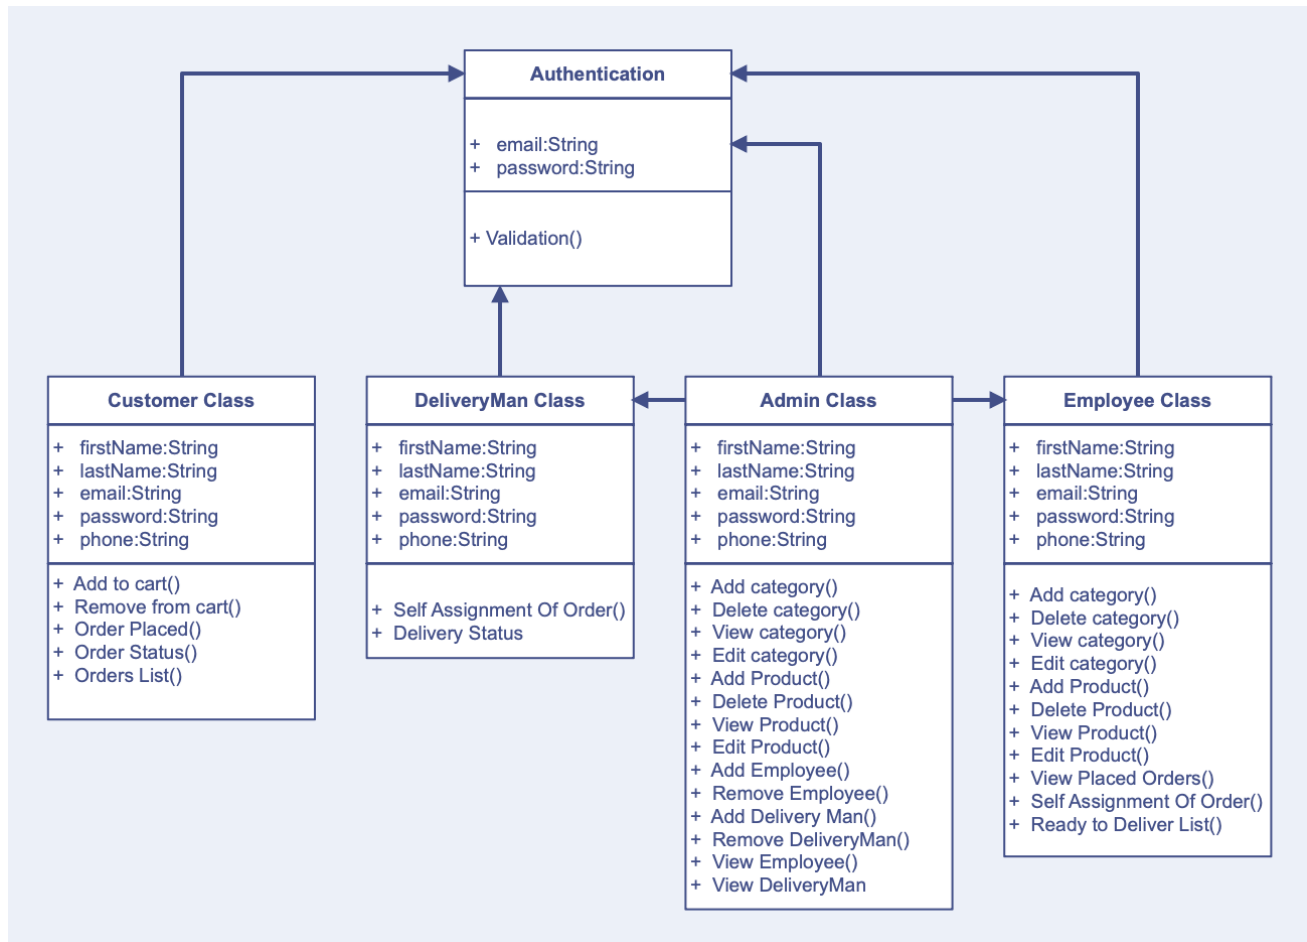 Authentication
+ email:String
+ password:String
+ Validation()
Customer Class
+ firstName:String
+ lastName:String
+ email:String
+ password:String
+ phone:String
+ Add to cart()
+ Remove from cart()
+ Order Placed()
+ Order Status()
+ Orders List()
DeliveryMan Class
+ firstName:String
+ lastName:String
+ email:String
+ password:String
+ phone:String
+ Self Assignment Of Order()
+ Delivery Status
Admin Class
+ firstName:String
+ lastName:String
+ email:String
+ password:String
+ phone:String
+ Add category()
+ Delete category()
+ View category()
+ Edit category()
+ Add Product()
+ Delete Product()
+ View Product()
+ Edit Product()
+ Add Employee()
+ Remove Employee()
+ Add Delivery Man()
+ Remove DeliveryMan()
+ View Employee()
+ View DeliveryMan
Employee Class
+ firstName:String
+ lastName:String
+ email:String
+ password:String
+ phone:String
+ Add category()
+ Delete category()
+ View category()
+ Edit category()
+ Add Product()
+ Delete Product()
+ View Product()
+ Edit Product()
+ View Placed Orders()
+ Self Assignment Of Order()
+ Ready to Deliver List()